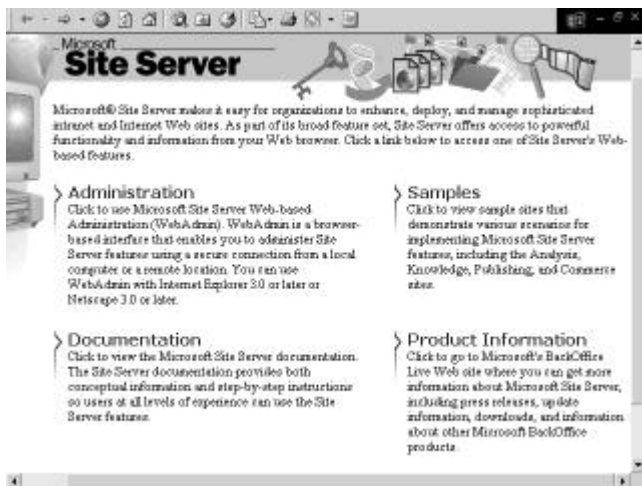 Microsoft
Site Server
Microsoft® Site Server makes it easy for organizations to enhance, deploy, and manage sophisticated
intranet and Internet Web sites. As part of its broad feature set, Site Server offers access to powerful
functionality and information from your Web browser. Click a link below to access one of Site Server's Web-
based features.
Administration
Click to use Microsoft Site Server Web-based
Administration (WebAdmin). WebAdmin is a browser-
based interface that enables you to administer Site
Server features using a secure connection from a local
computer or a remote location. You can use
WebAdmin with Internet Explorer 3.0 or later or
Netscape 3.0 or later.
Samples
Click to view sample sites that
demonstrate various scenarios for
implementing Microsoft Site Server
features, including the Analysis,
Knowledge, Publishing, and Commerce
sites.
Documentation
Click to view the Microsoft Site Server documentation.
The Site Server documentation provides both
conceptual information and step-by-step instructions
so users at all levels of experience can use the Site
Server features.
Product Information
Click to go to Microsoft's BackOffice
Live Web site where you can get more
information about Microsoft Site Server,
including press releases, update
information, downloads, and information
about other Microsoft BackOffice
products.